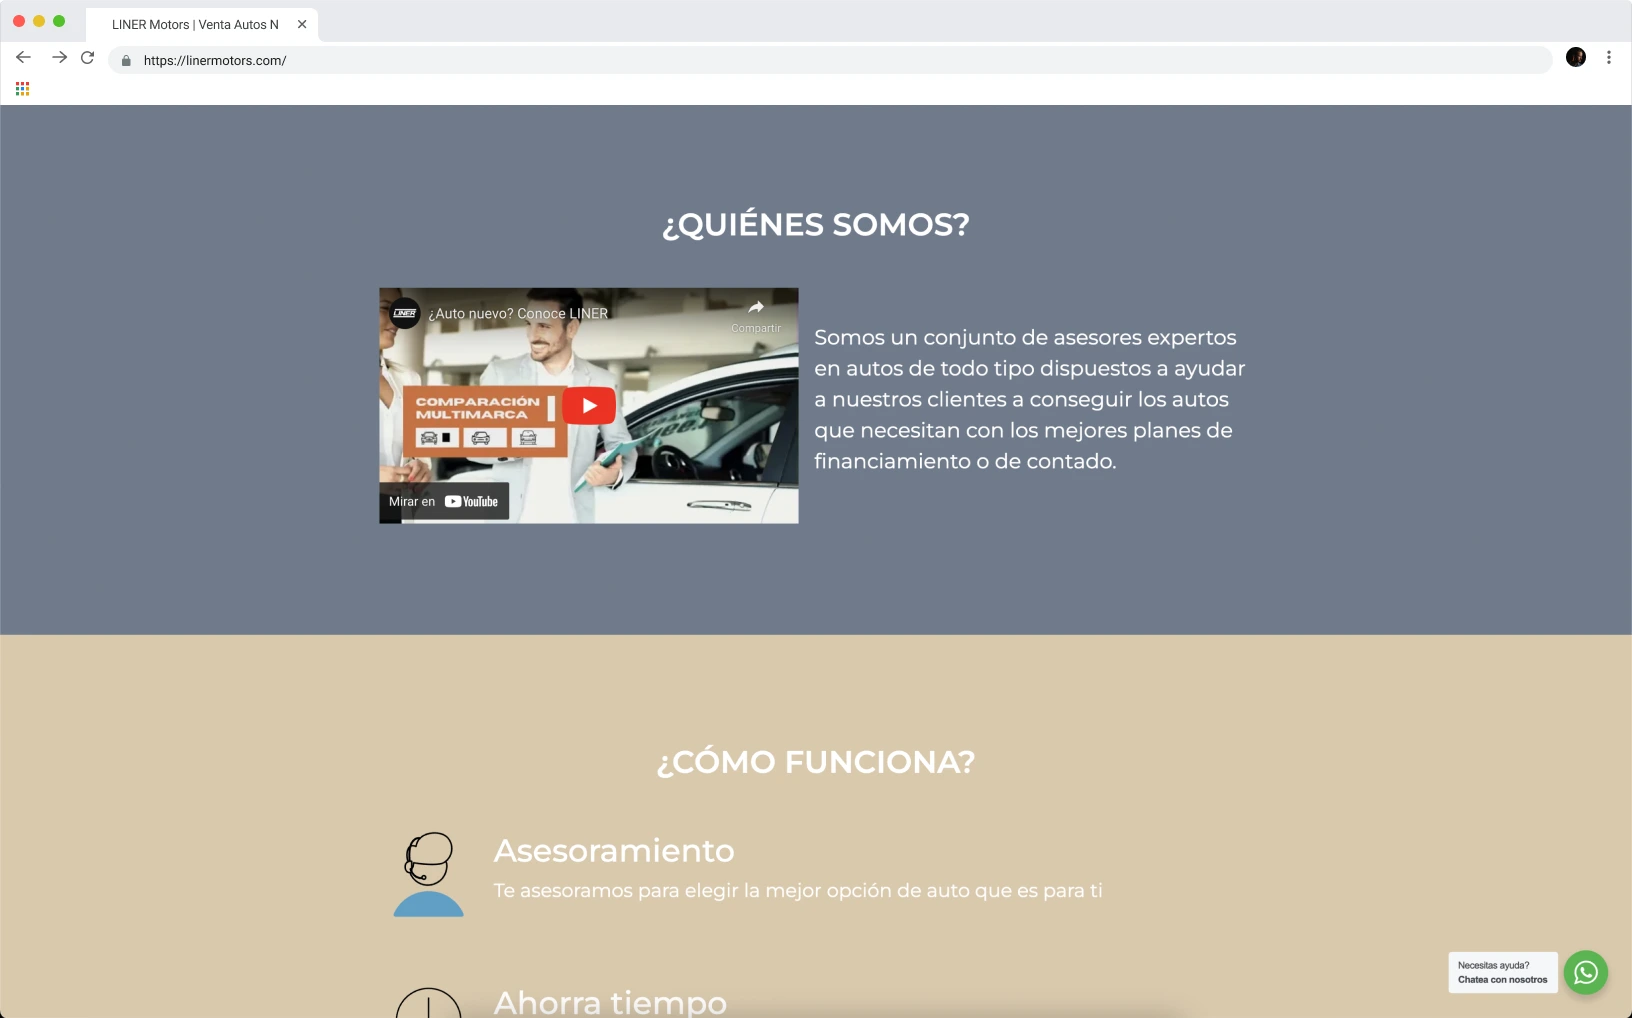 LINER Motors | Venta Autos N
https://linermotors.com/
¿QUIÉNES SOMOS?
LINER
¿Auto nuevo? Conoce LINER
Compartir
COMPARACIÓN
MULTIMARCA
Mirar en YouTube
Somos un conjunto de asesores expertos
en autos de todo tipo dispuestos a ayudar
a nuestros clientes a conseguir los autos
que necesitan con los mejores planes de
financiamiento o de contado.
¿CÓMO FUNCIONA?
Asesoramiento
Te asesoramos para elegir la mejor opción de auto que es para ti
Ahorra tiempo
Necesitas ayuda?
Chatea con nosotros